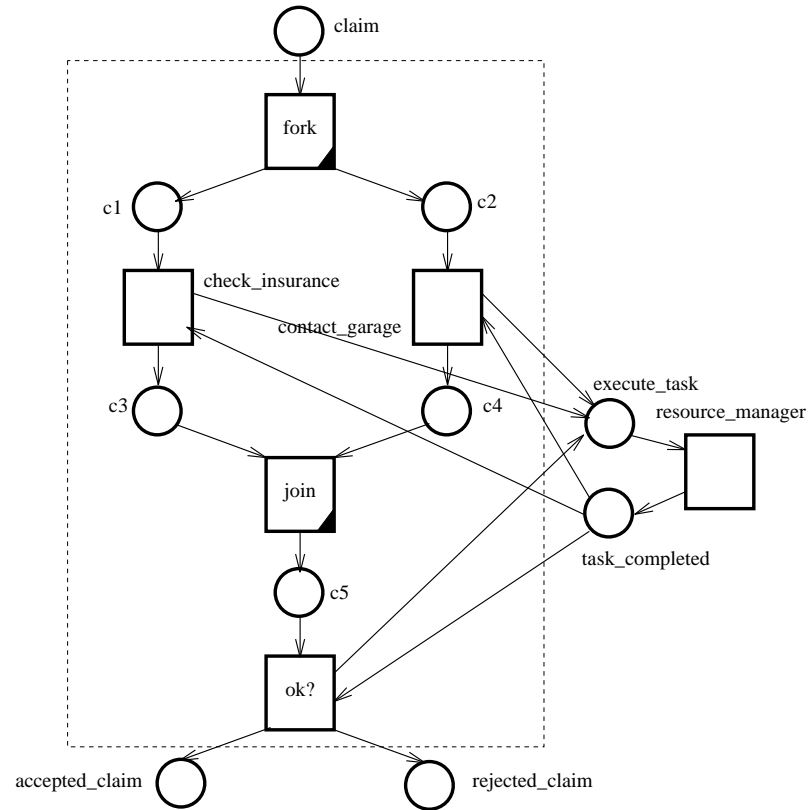 claim
fork
c1
c2
check_insurance
contact_garage
execute_task
c3
c4
resource_manager
join
task_completed
c5
ok?
accepted_claim
rejected_claim